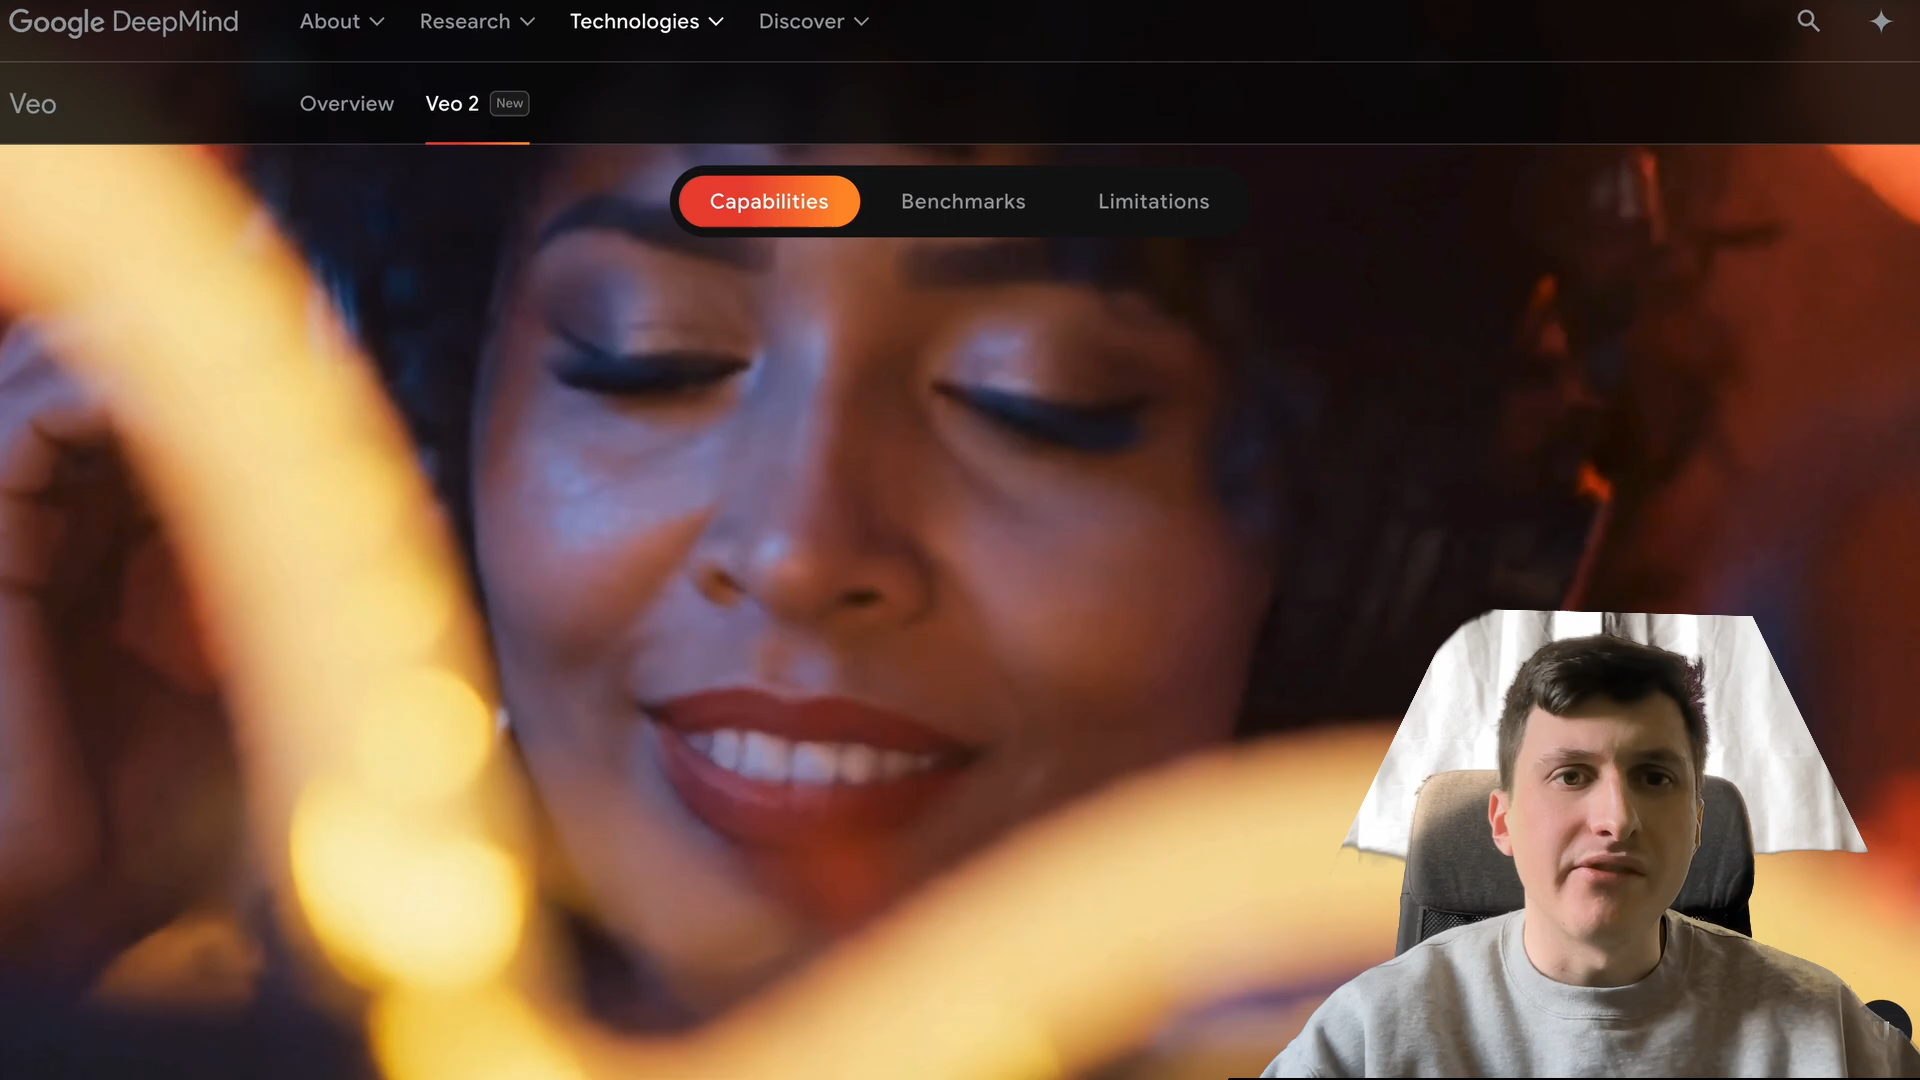 Google DeepMind About Research Technologies Discover
Veo Overview Veo 2 New
Capabilities Benchmarks Limitations